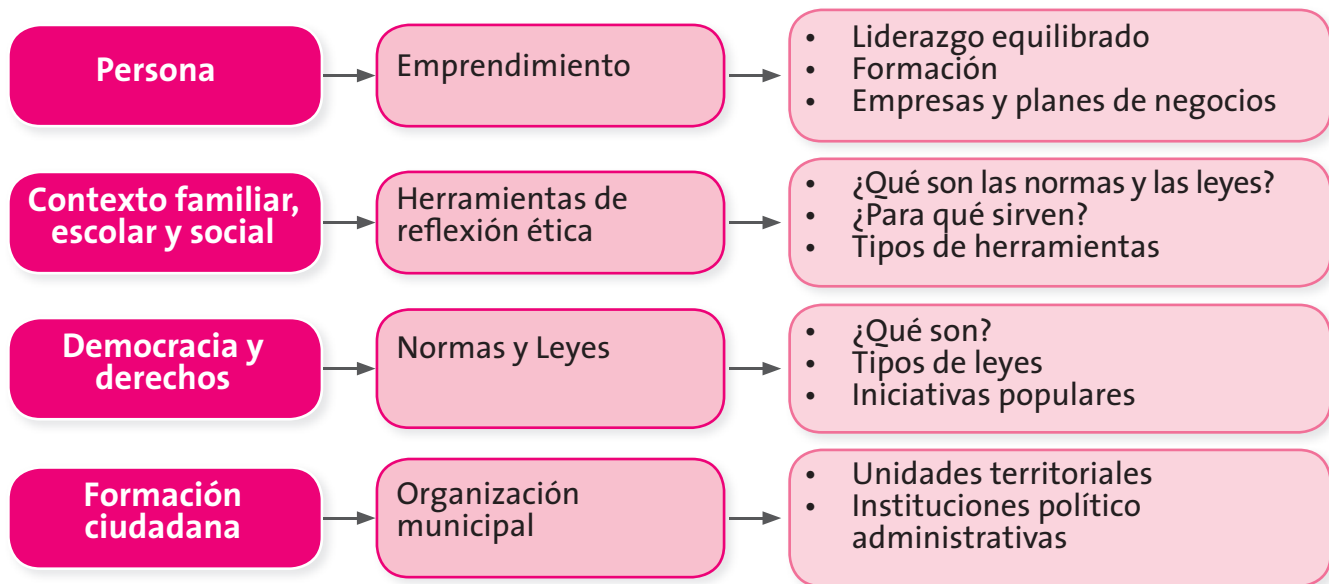 Persona
Emprendimiento
• Liderazgo equilibrado
• Formación
• Empresas y planes de negocios
Contexto familiar,
escolar y social
Herramientas de
reflexión ética
• ¿Qué son las normas y las leyes?
• ¿Para qué sirven?
• Tipos de herramientas
Democracia y
derechos
Normas y Leyes
• ¿Qué son?
• Tipos de leyes
• Iniciativas populares
Formación
ciudadana
Organización
municipal
• Unidades territoriales
• Instituciones político
administrativas